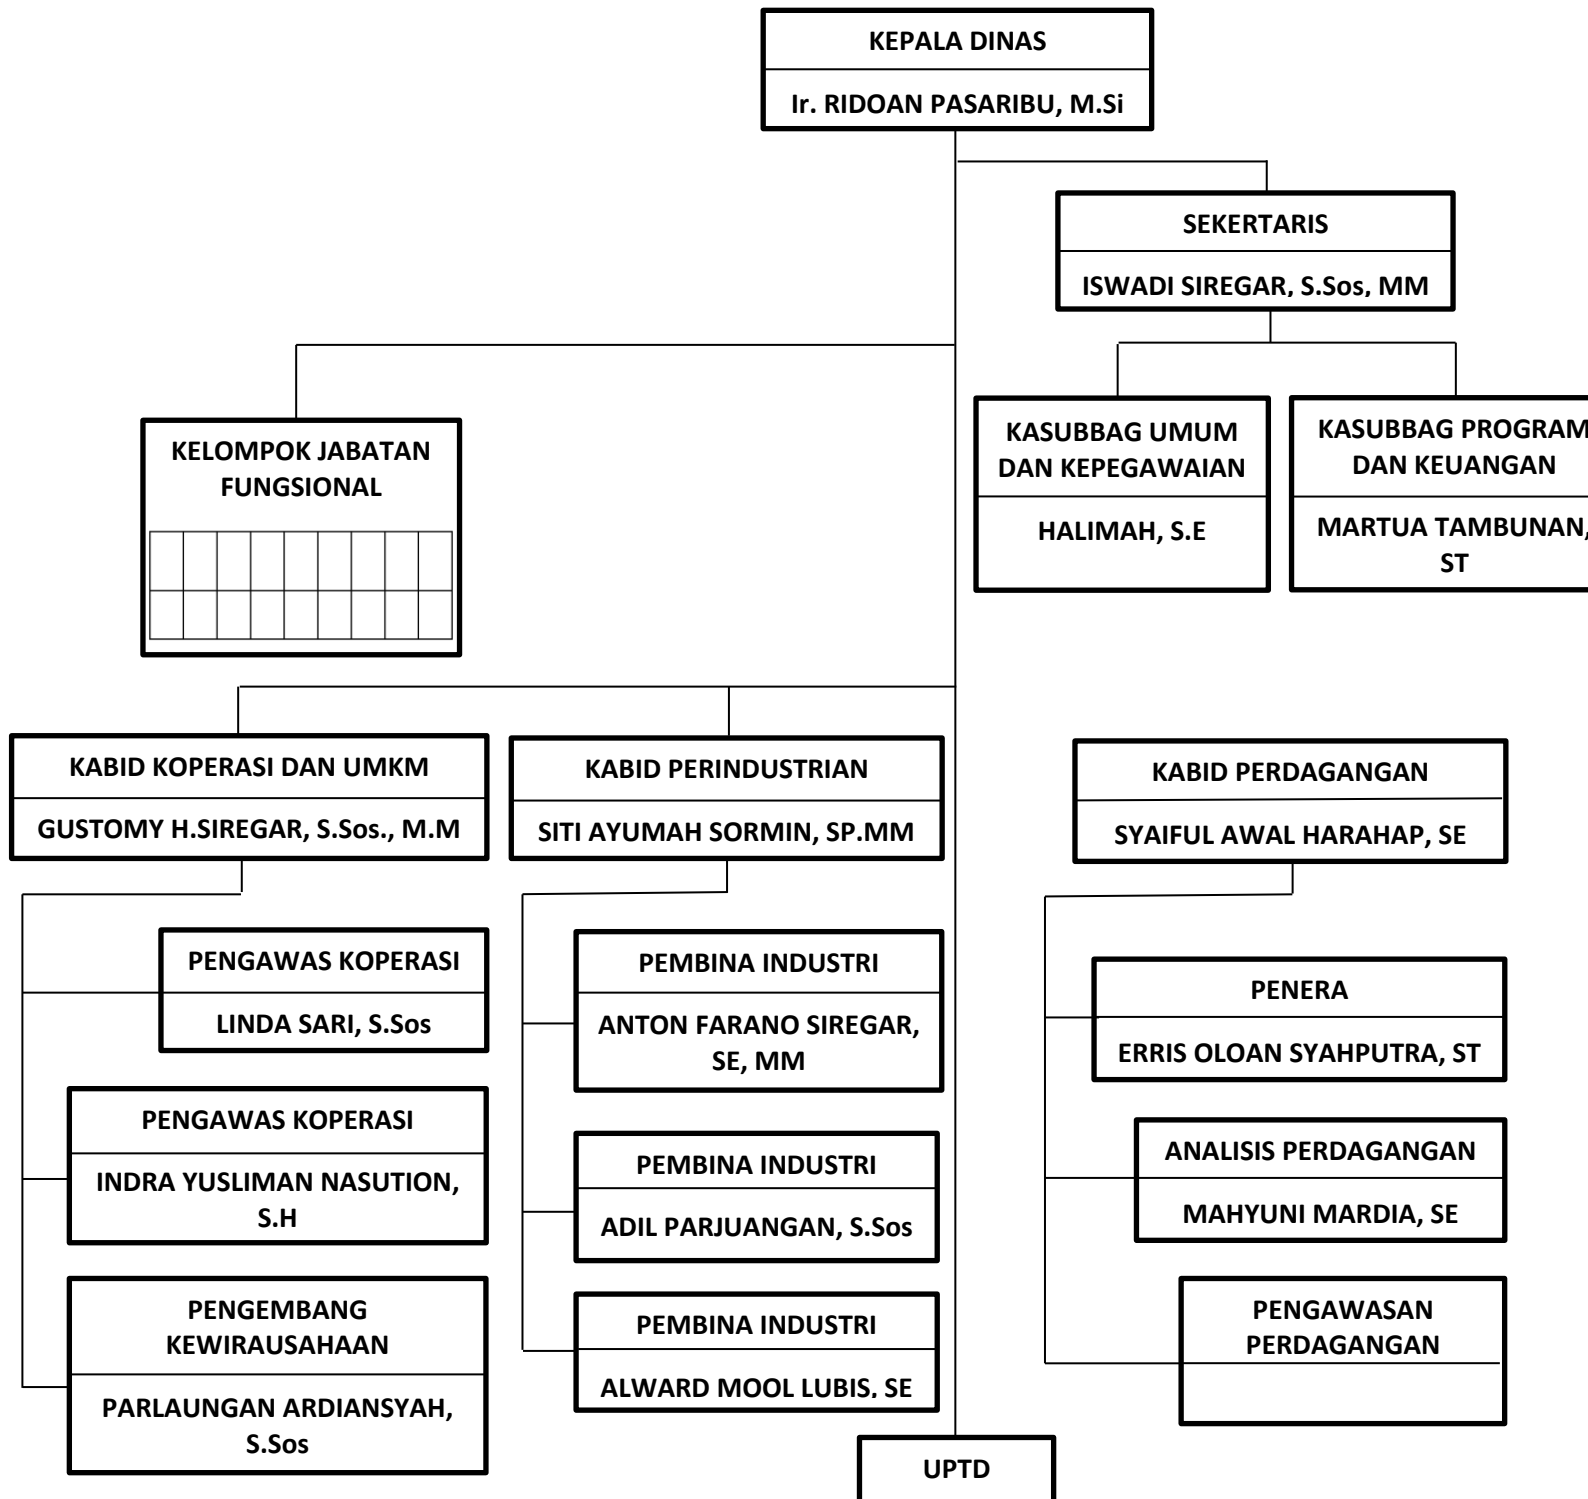 KEPALA DINAS
Ir. RIDOAN PASARIBU, M.Si
SEKERTARIS
ISWADI SIREGAR, S.Sos, MM
KELOMPOK JABATAN
FUNGSIONAL
KASUBBAG UMUM
DAN KEPEGAWAIAN
HALIMAH, S.E
KASUBBAG PROGRAM
DAN KEUANGAN
MARTUA TAMBUNAN,
ST
KABID KOPERASI DAN UMKM
GUSTOMY H.SIREGAR, S.Sos., M.M
KABID PERINDUSTRIAN
SITI AYUMAH SORMIN, SP.MM
KABID PERDAGANGAN
SYAIFUL AWAL HARAHAP, SE
PENGAWAS KOPERASI
LINDA SARI, S.Sos
PENGAWAS KOPERASI
INDRA YUSLIMAN NASUTION,
S.H
PENGEMBANG
KEWIRAUSAHAAN
PARLAUNGAN ARDIANSYAH,
S.Sos
PEMBINA INDUSTRI
ANTON FARANO SIREGAR,
SE, MM
PEMBINA INDUSTRI
ADIL PARJUANGAN, S.Sos
PEMBINA INDUSTRI
ALWARD MOOL LUBIS, SE
PENERA
ERRIS OLOAN SYAHPUTRA, ST
ANALISIS PERDAGANGAN
MAHYUNI MARDIA, SE
PENGAWASAN
PERDAGANGAN
UPTD